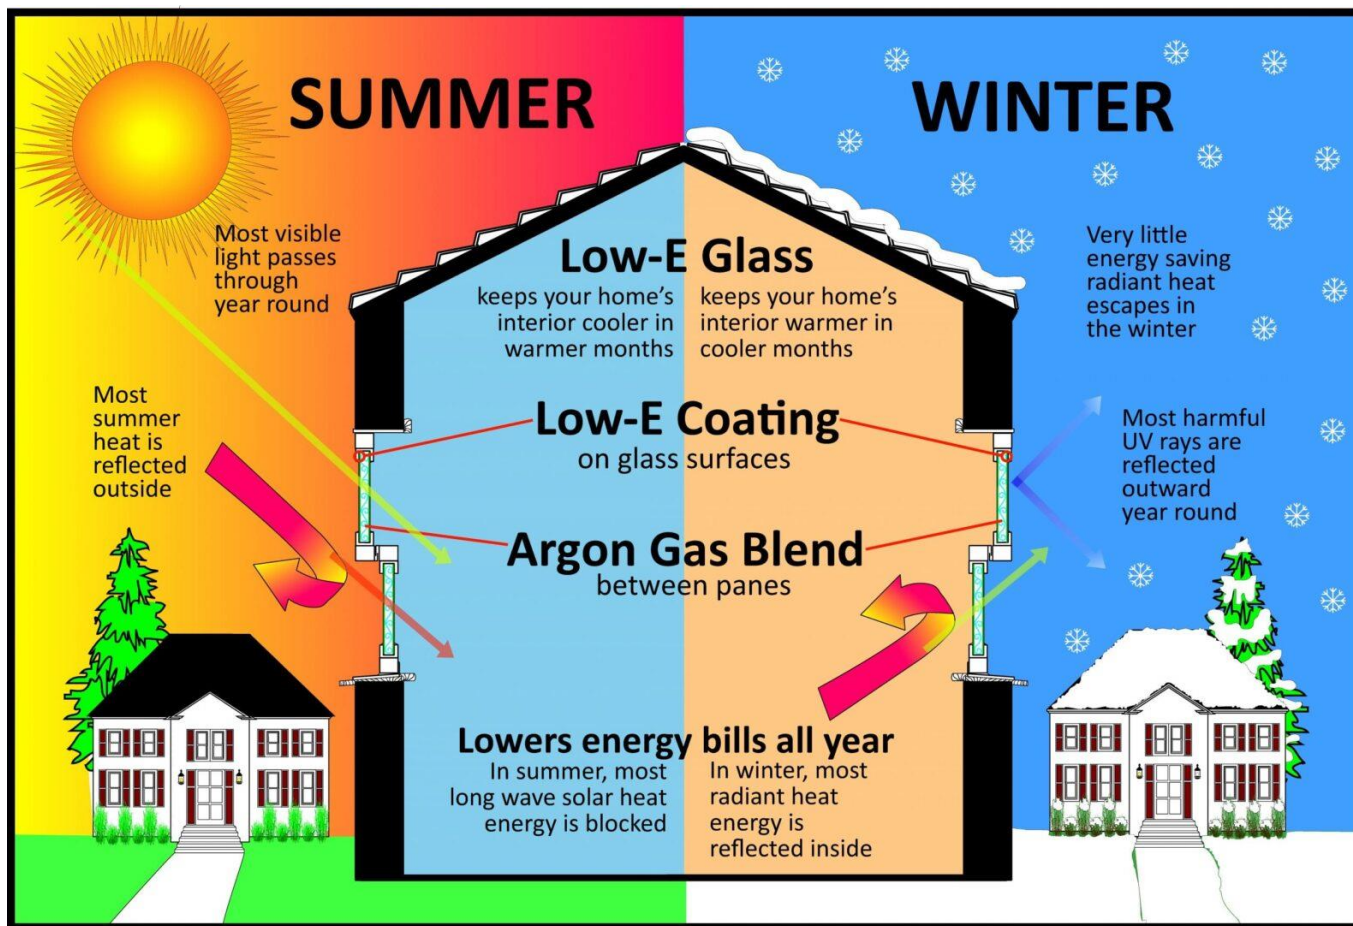 SUMMER
WINTER
Most visible
light passes
through
year round
Very little
energy saving
radiant heat
escapes in
the winter
Low-E Glass
keeps your home's
interior cooler in
warmer months
keeps your home's
interior warmer in
cooler months
Most
summer
heat is
reflected
outside
Low-E Coating
on glass surfaces
Most harmful
UV rays are
reflected
outward
year round
Argon Gas Blend
between panes
Lowers energy bills all year
In summer, most
long wave solar heat
energy is blocked
In winter, most
radiant heat
energy is
reflected inside